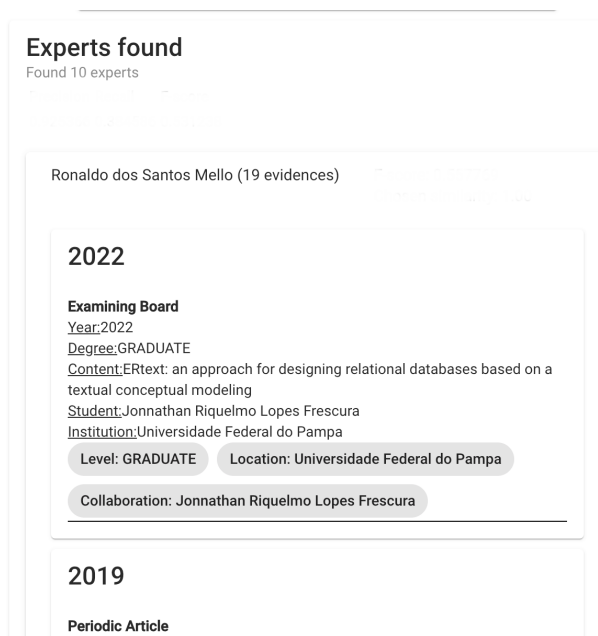 Experts found
Found 10 experts
Ronaldo dos Santos Mello (19 evidences)
2022
Examining Board
Year:2022
Degree:GRADUATE
Content:ERtext: an approach for designing relational databases based on a
textual conceptual modeling
Student:Jonnathan Riquelmo Lopes Frescura
Institution:Universidade Federal do Pampa
Level: GRADUATE Location: Universidade Federal do Pampa
Collaboration: Jonnathan Riquelmo Lopes Frescura
2019
Periodic Article